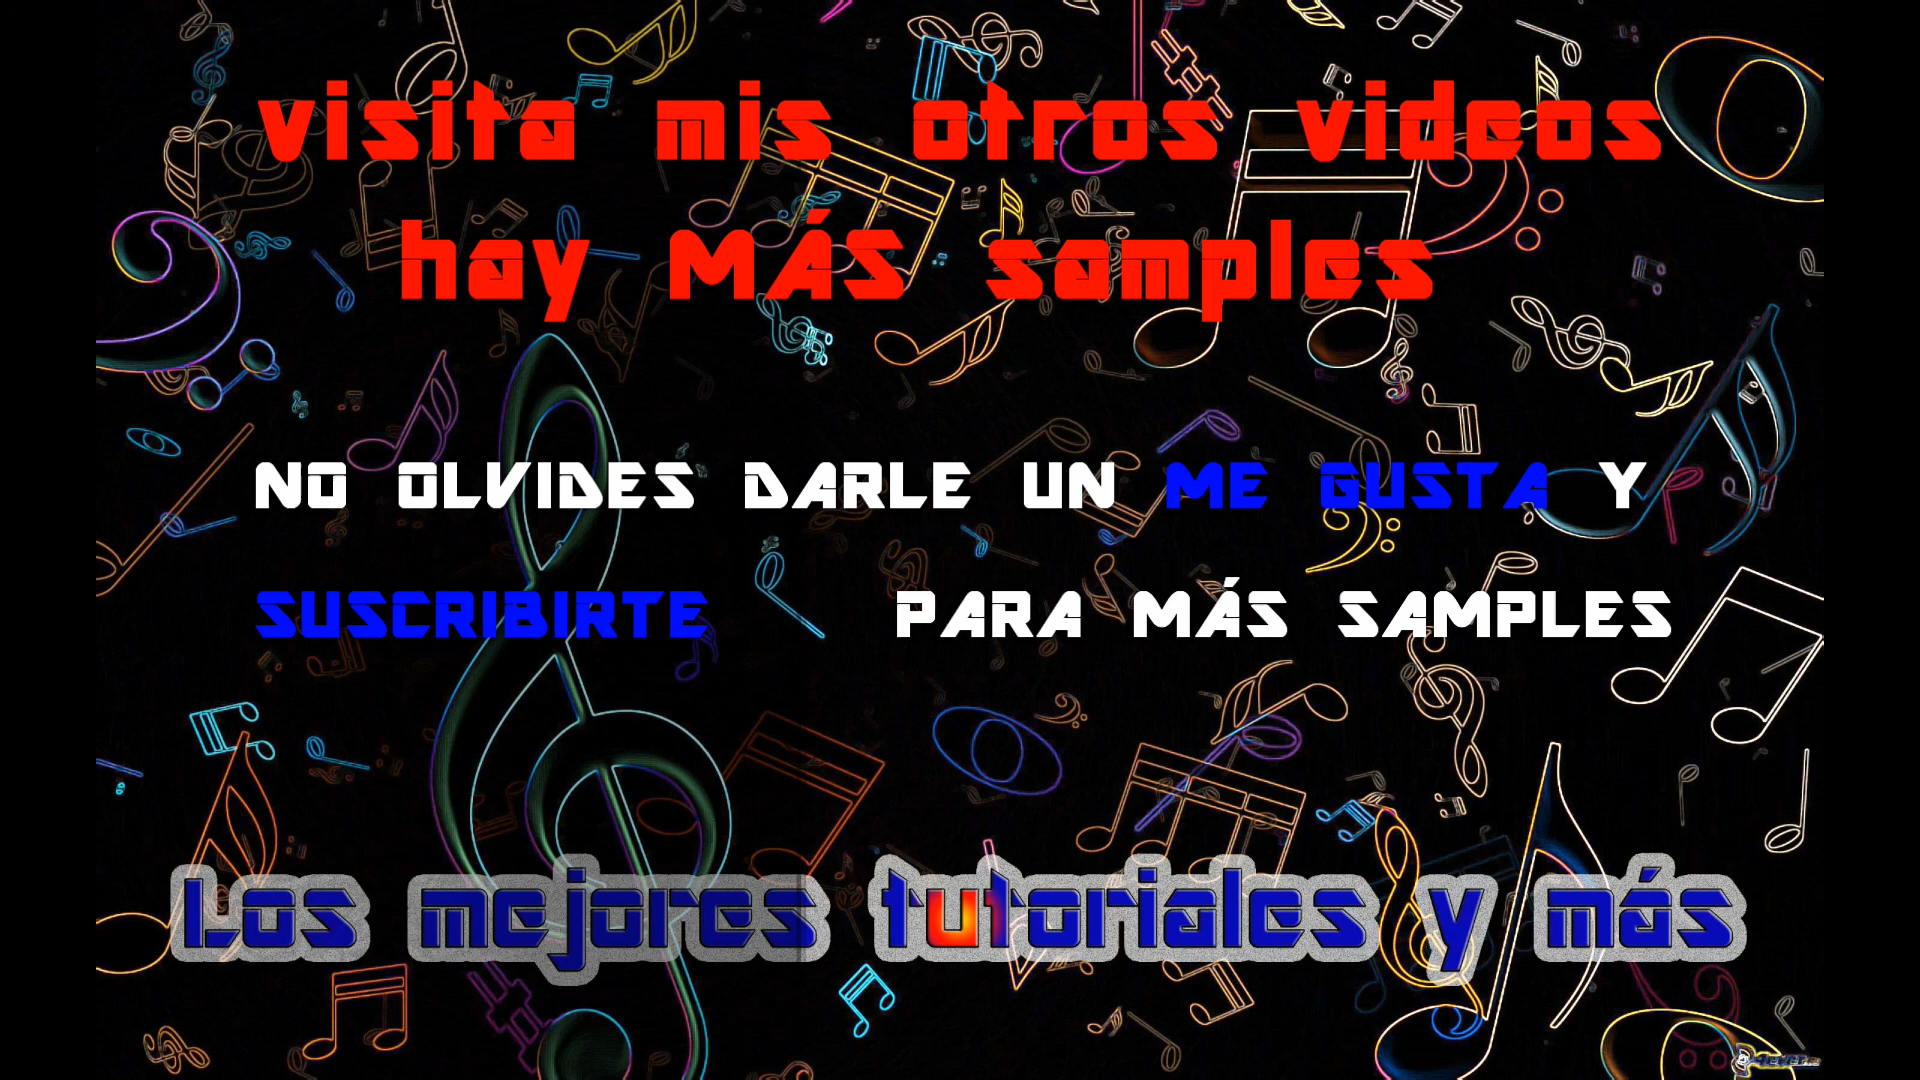 visita mis otros videos
hay MÁS samples
NO OLVIDES DARLE UN ME GUSTA Y
SUSCRIBIRTE PARA MÁS SAMPLES
Los mejores tutoriales y más